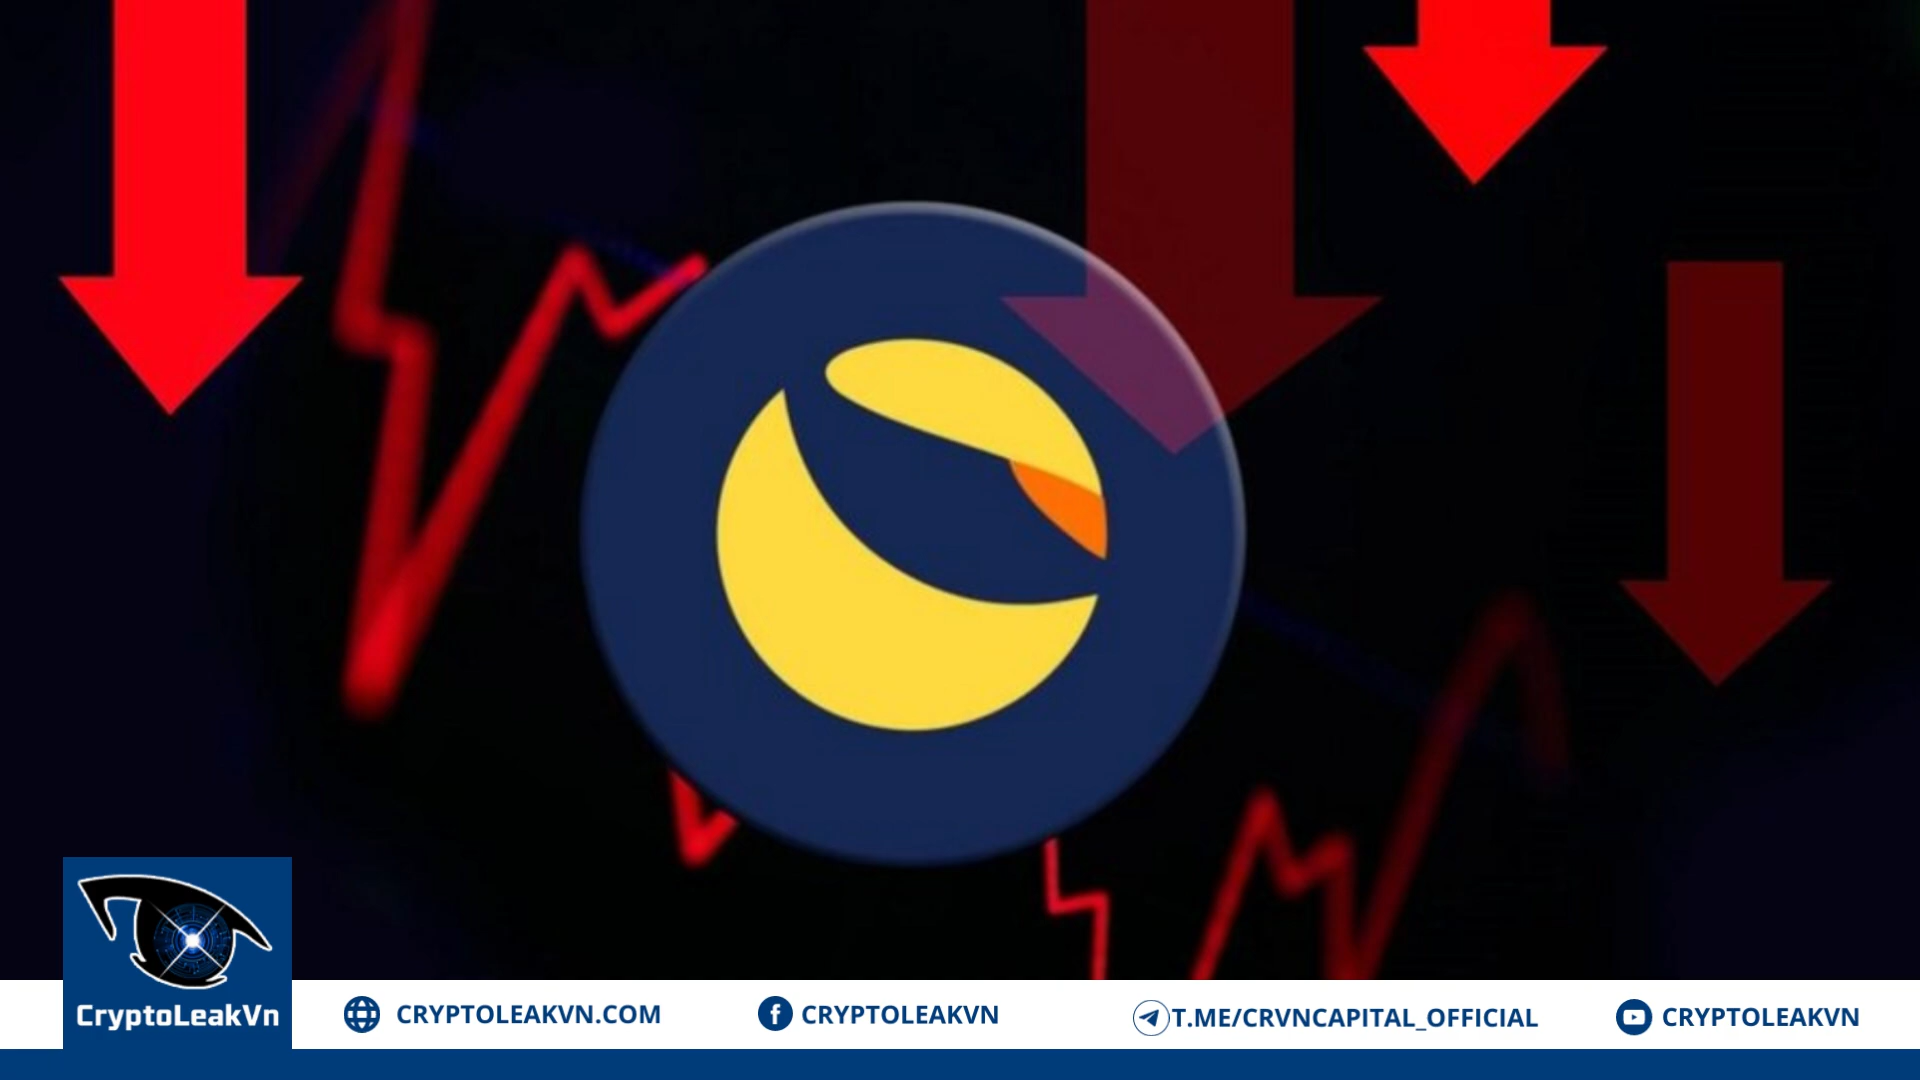 CryptoLeakVn
CRYPTOLEAKVN.COM
CRYPTOLEAKVN
T.ME/CRVNCAPITAL_OFFICIAL
CRYPTOLEAKVN